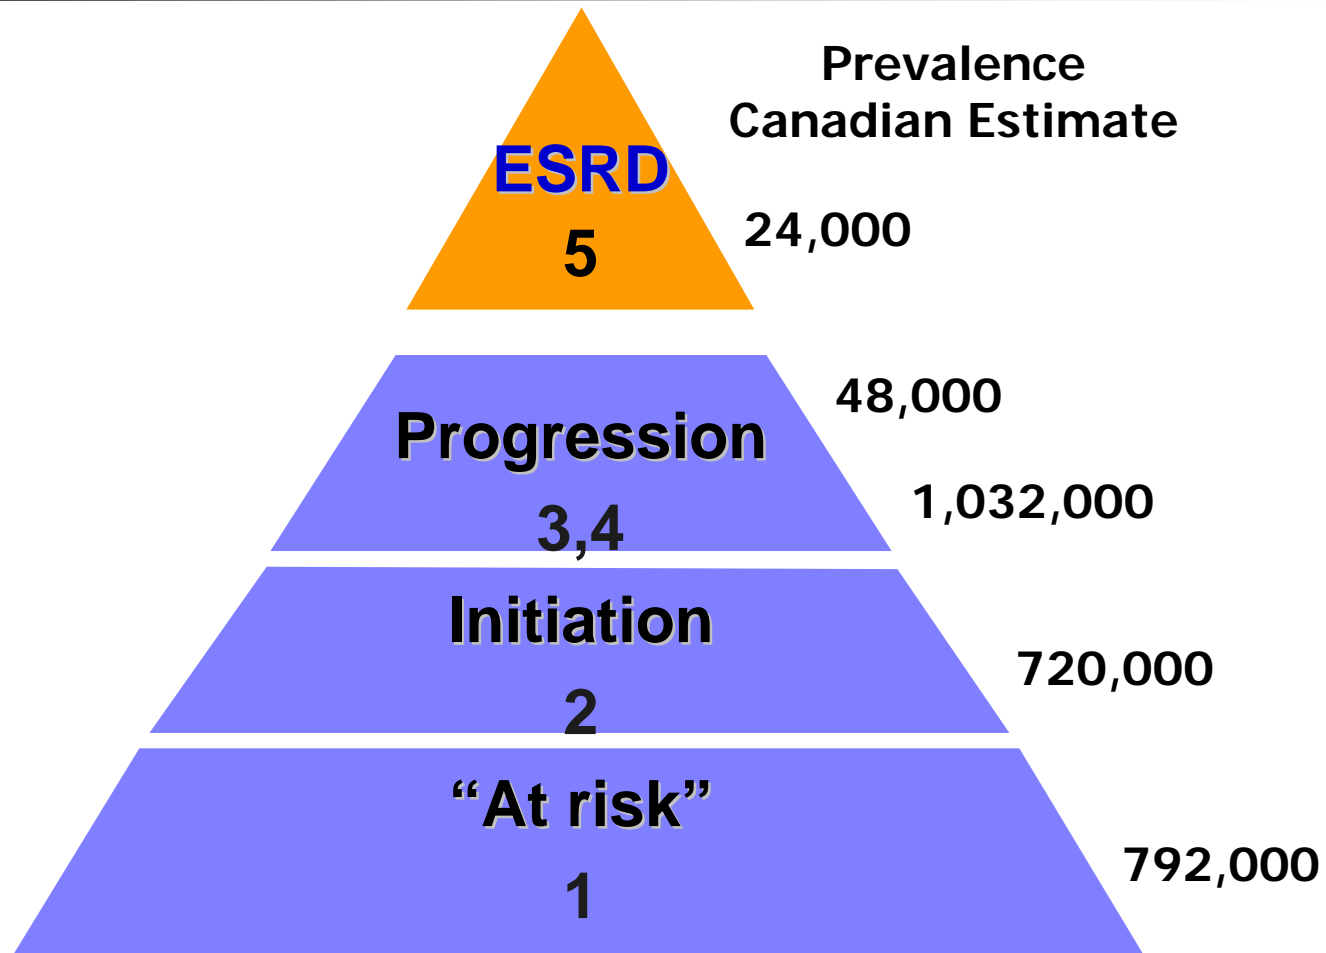 Prevalence
Canadian Estimate
ESRD
5
24,000
48,000
Progression
3,4
1,032,000
Initiation
2
720,000
“At risk”
1
792,000